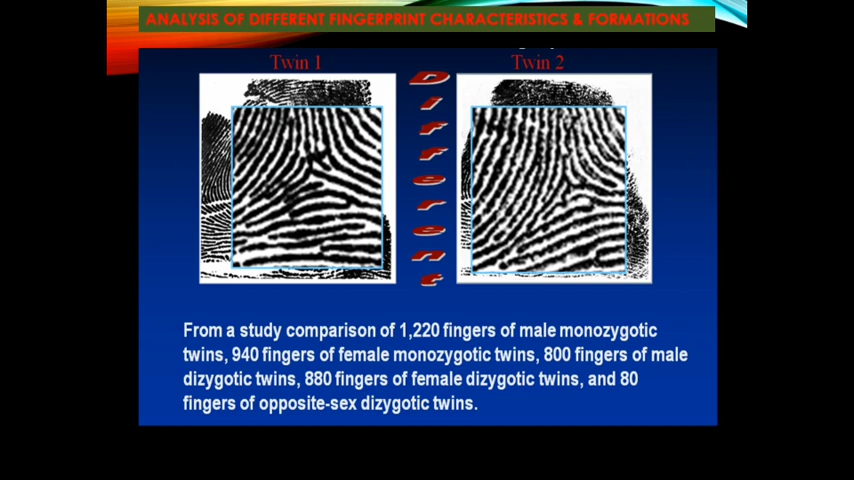 ANALYSIS OF DIFFERENT FINGERPRINT CHARACTERISTICS & FORMATIONS
Twin 1
Different
Twin 2
From a study comparison of 1,220 fingers of male monozygotic
twins, 940 fingers of female monozygotic twins, 800 fingers of male
dizygotic twins, 880 fingers of female dizygotic twins, and 80
fingers of opposite-sex dizygotic twins.